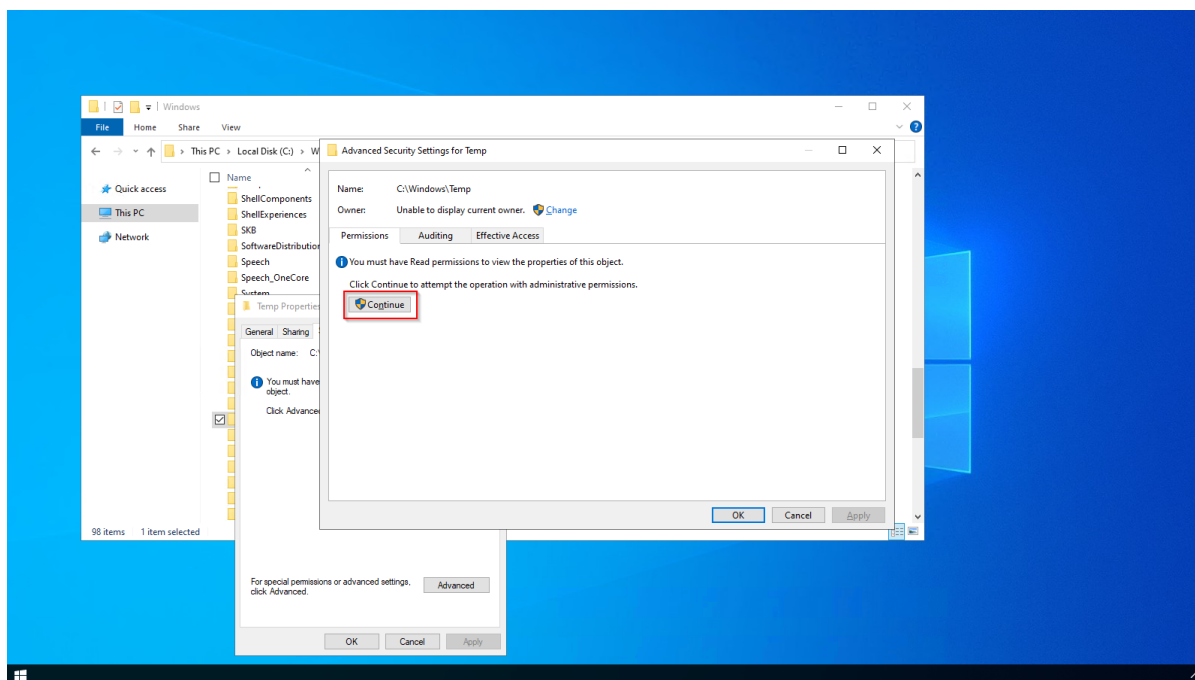 Windows
File Home Share View
This PC > Local Disk (C:) > W
Quick access
This PC
Network
Name
ShellComponents
ShellExperiences
SKB
SoftwareDistribution
Speech
Speech_OneCore
System
98 items 1 item selected
Temp Properties
General Sharing
Object name: C:\
You must have
object.
Click Advanced
For special permissions or advanced settings,
click Advanced.
Advanced
OK Cancel Apply
Advanced Security Settings for Temp
Name: C:\Windows\Temp
Owner: Unable to display current owner. Change
Permissions Auditing Effective Access
You must have Read permissions to view the properties of this object.
Click Continue to attempt the operation with administrative permissions.
Continue
OK Cancel Apply